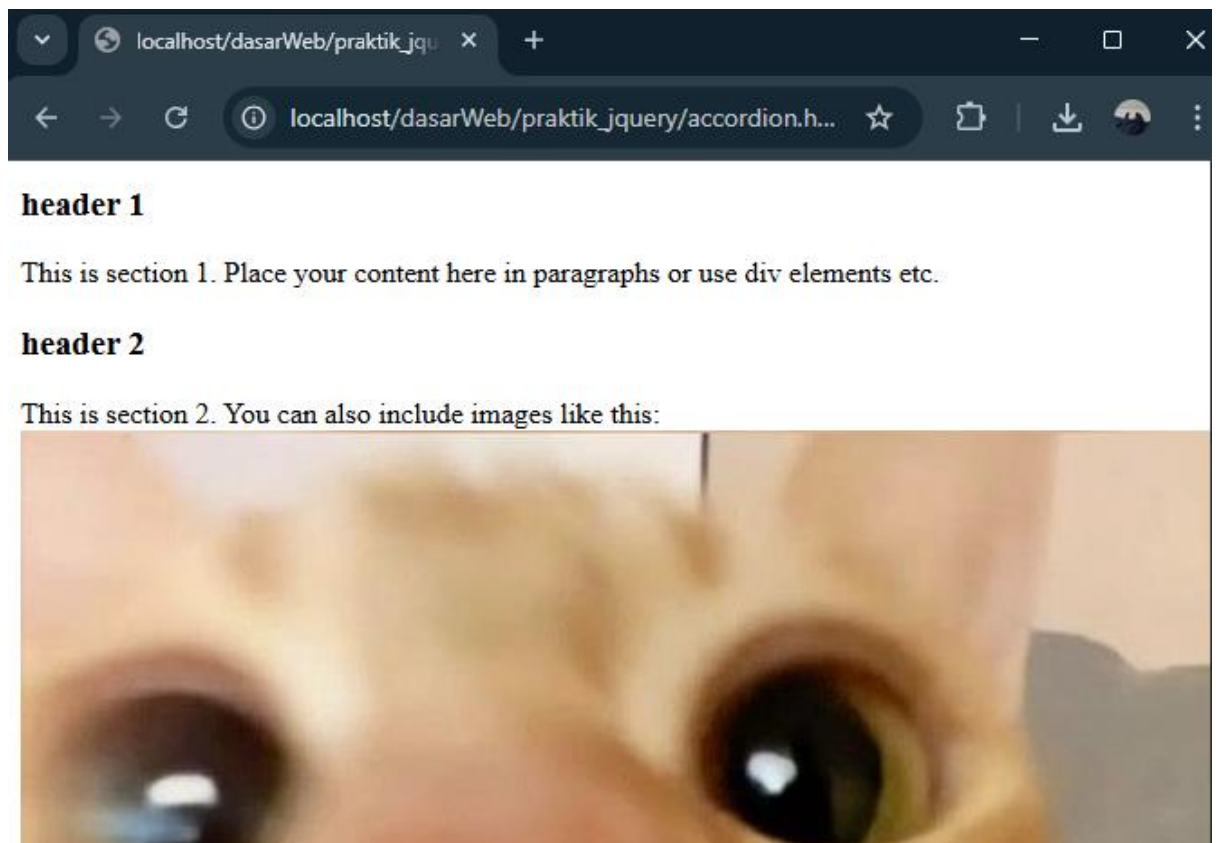 localhost/dasarWeb/praktik_jqu
localhost/dasarWeb/praktik_jquery/accordion.h...
header 1
This is section 1. Place your content here in paragraphs or use div elements etc.
header 2
This is section 2. You can also include images like this: